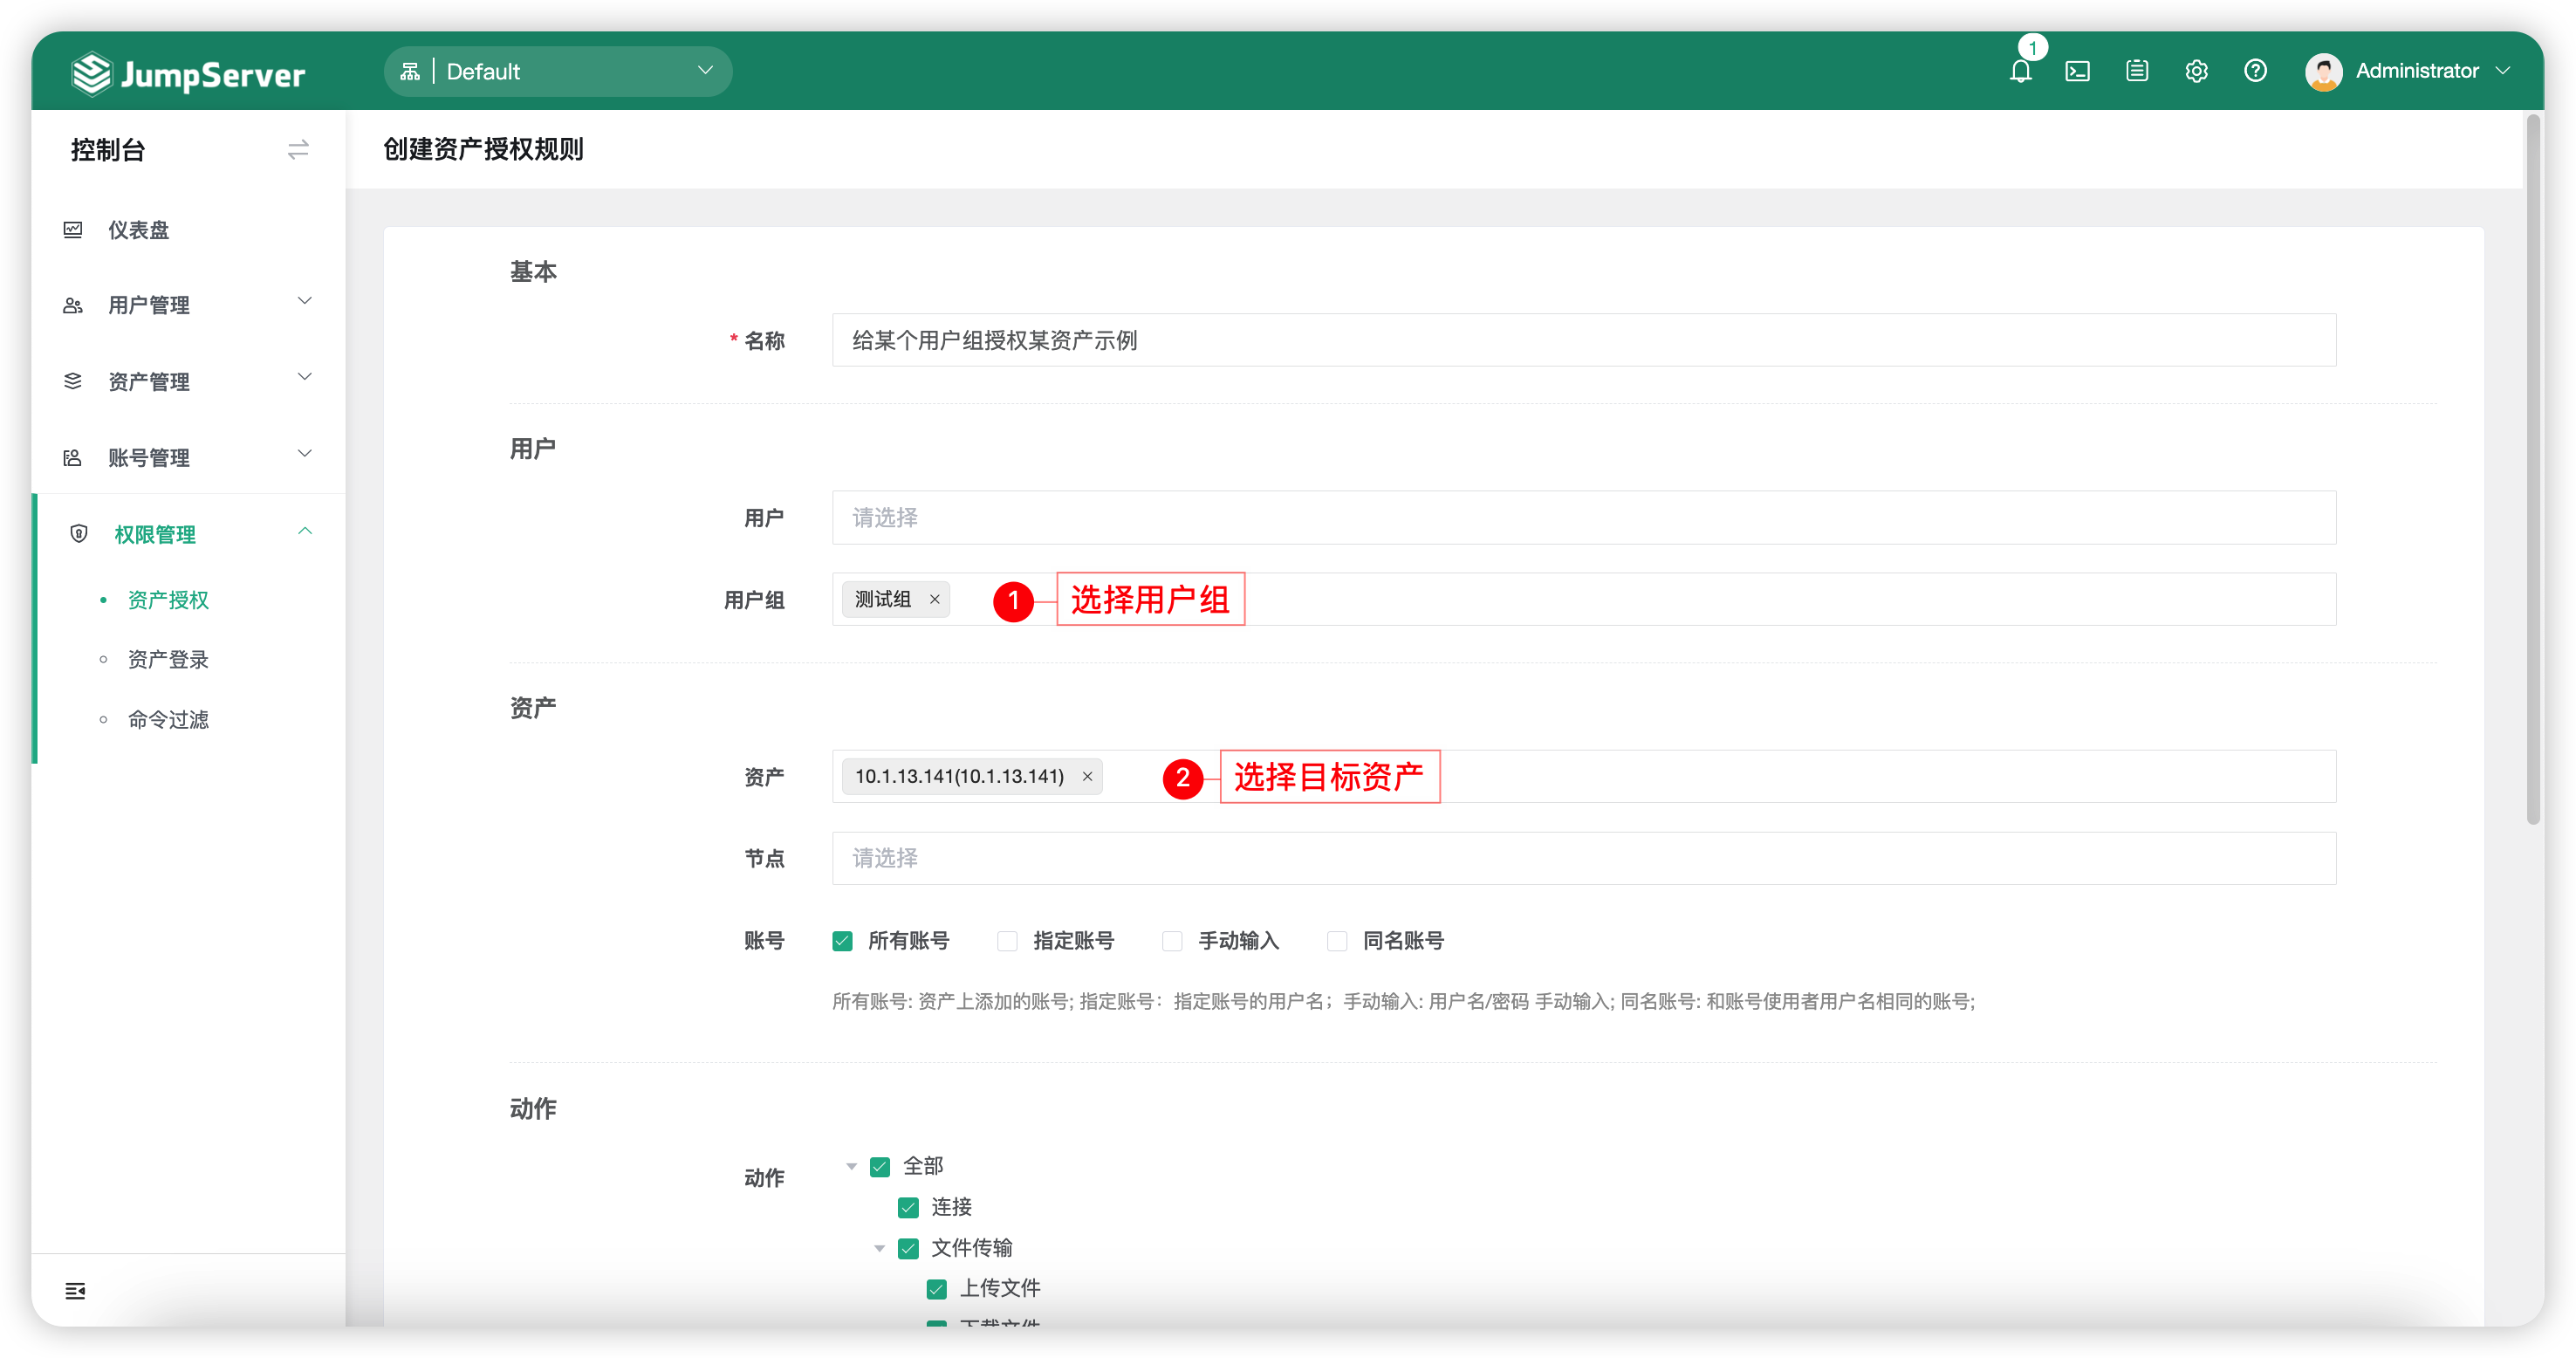 JumpServer
Default
1
Administrator
控制台
创建资产授权规则
仪表盘
用户管理
资产管理
账号管理
权限管理
资产授权
资产登录
命令过滤
基本
* 名称
给某个用户组授权某资产示例
用户
用户
请选择
用户组
测试组 ×
1 选择用户组
资产
资产
10.1.13.141(10.1.13.141) ×
2 选择目标资产
节点
请选择
账号
所有账号 指定账号 手动输入 同名账号
所有账号: 资产上添加的账号; 指定账号：指定账号的用户名；手动输入: 用户名/密码 手动输入; 同名账号: 和账号使用者用户名相同的账号;
动作
动作
全部
连接
文件传输
上传文件
下载文件